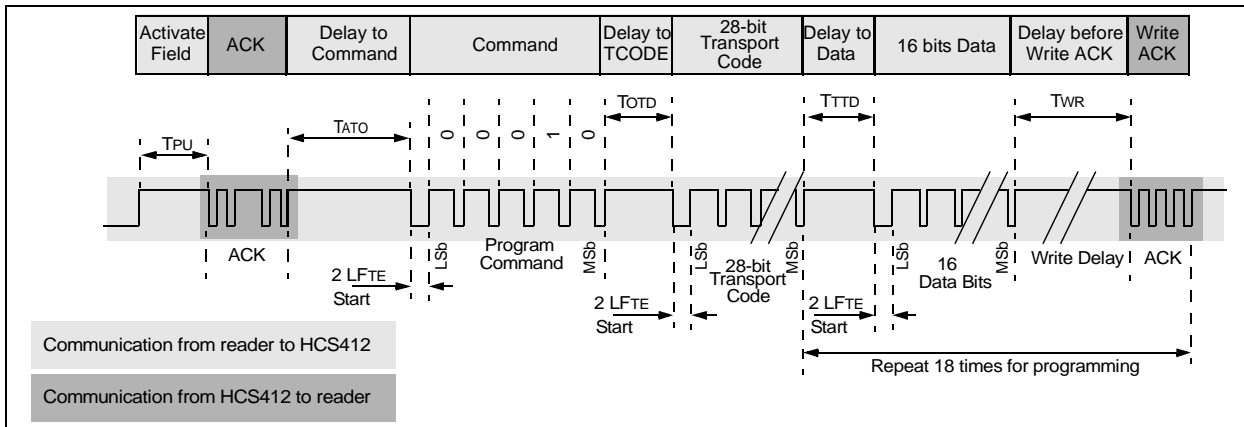 Activate Field
ACK
Delay to Command
Command
Delay to TCODE
28-bit Transport Code
Delay to Data
16 bits Data
Delay before Write ACK
Write ACK
TPU
TATO
0 0 0 1 0
TOTD
TTTD
TWR
ACK
2 LFTE Start
LSb
Program Command
MSb
2 LFTE Start
LSb
28-bit Transport Code
MSb
2 LFTE Start
LSb
16 Data Bits
MSb
Write Delay
ACK
Repeat 18 times for programming
Communication from reader to HCS412
Communication from HCS412 to reader